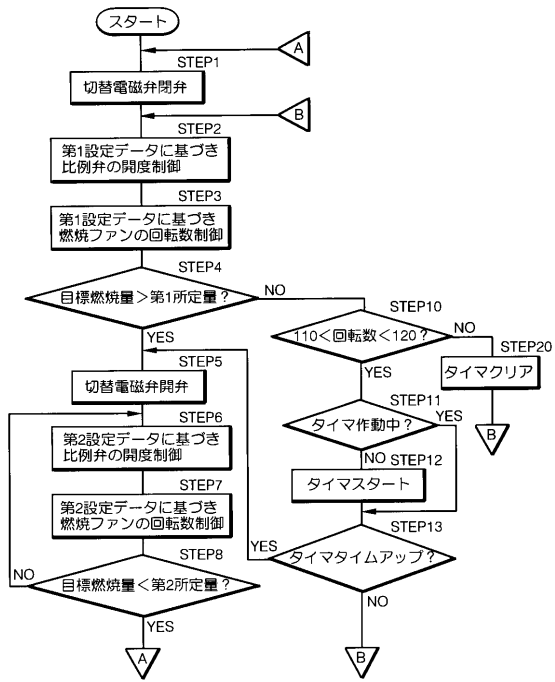 スタート
A
STEP1
切替電磁弁閉弁
B
STEP2
第1設定データに基づき
比例弁の開度制御
STEP3
第1設定データに基づき
燃焼ファンの回転数制御
STEP4
目標燃焼量>第1所定量?
NO
YES
STEP10
110<回転数<120?
NO
YES
STEP20
タイマクリア
B
STEP5
切替電磁弁開弁
STEP11
タイマ作動中?
YES
NO
STEP12
タイマスタート
STEP6
第2設定データに基づき
比例弁の開度制御
STEP7
第2設定データに基づき
燃焼ファンの回転数制御
STEP13
タイマタイムアップ?
YES
NO
B
STEP8
目標燃焼量<第2所定量?
NO
YES
A